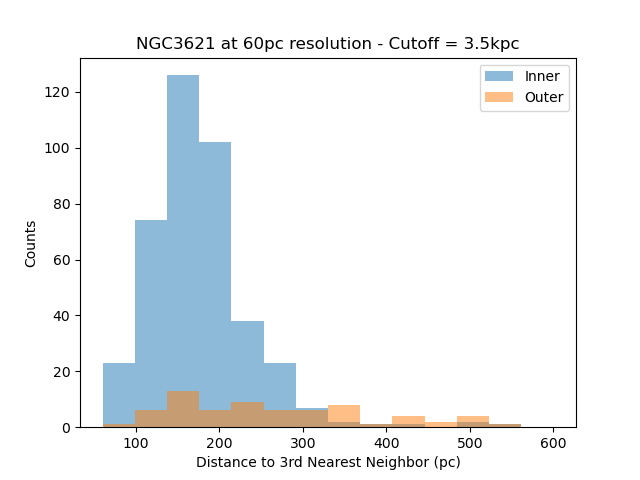 NGC3621 at 60pc resolution - Cutoff = 3.5kpc
Inner
Outer
120
100
80
60
40
20
0
Counts
100 200 300 400 500 600
Distance to 3rd Nearest Neighbor (pc)